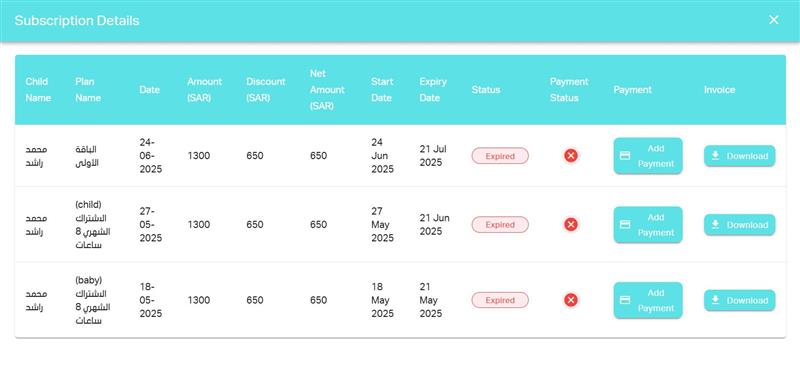 Subscription Details
Child Name
Plan Name
Date
Amount (SAR)
Discount (SAR)
Net Amount (SAR)
Start Date
Expiry Date
Status
Payment Status
Payment
Invoice
محمد
راشد
الباقة
الأولى
24-
06-
2025
1300
650
650
24
Jun
2025
21 Jul
2025
Expired
Add
Payment
Download
محمد
راشد
(child)
الاشتراك
الشهري 8
ساعات
27-
05-
2025
1300
650
650
27
May
2025
21 Jun
2025
Expired
Add
Payment
Download
محمد
راشد
(baby)
الاشتراك
الشهري 8
ساعات
18-
05-
2025
1300
650
650
18
May
2025
21
May
2025
Expired
Add
Payment
Download